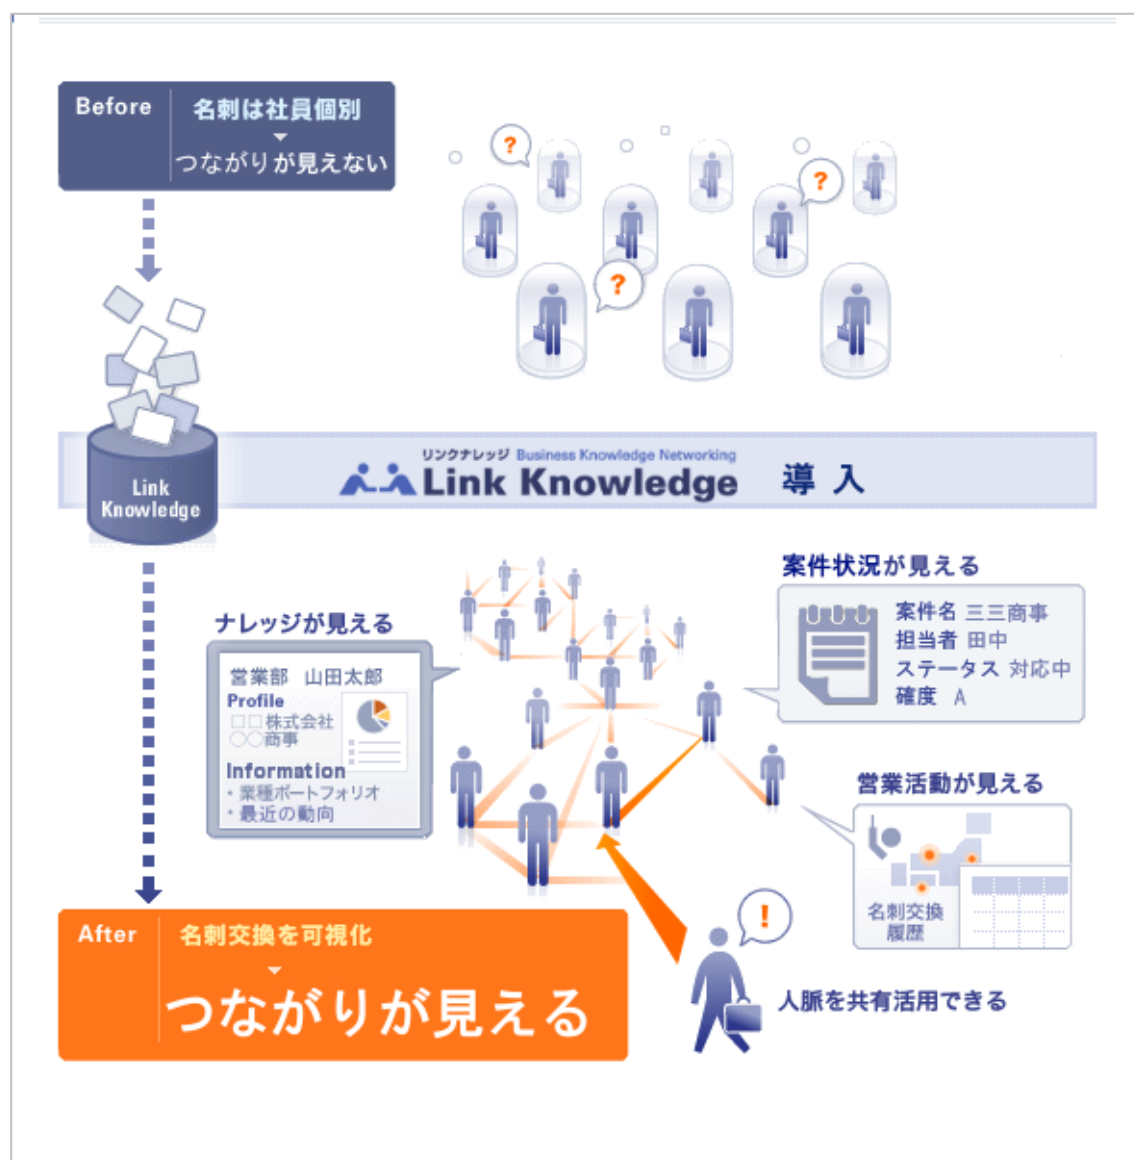 Before
名刺は社員個別
つながりが見えない
?
?
?
Link
Knowledge
リンクナレッジ Business Knowledge Networking
Link Knowledge 導入
ナレッジが見える
営業部 山田太郎
Profile
□□株式会社
○○商事
Information
・業種ポートフォリオ
・最近の動向
案件状況が見える
案件名 三三商事
担当者 田中
ステータス 対応中
確度 A
営業活動が見える
名刺交換
履歴
After
名刺交換を可視化
つながりが見える
!
人脈を共有活用できる